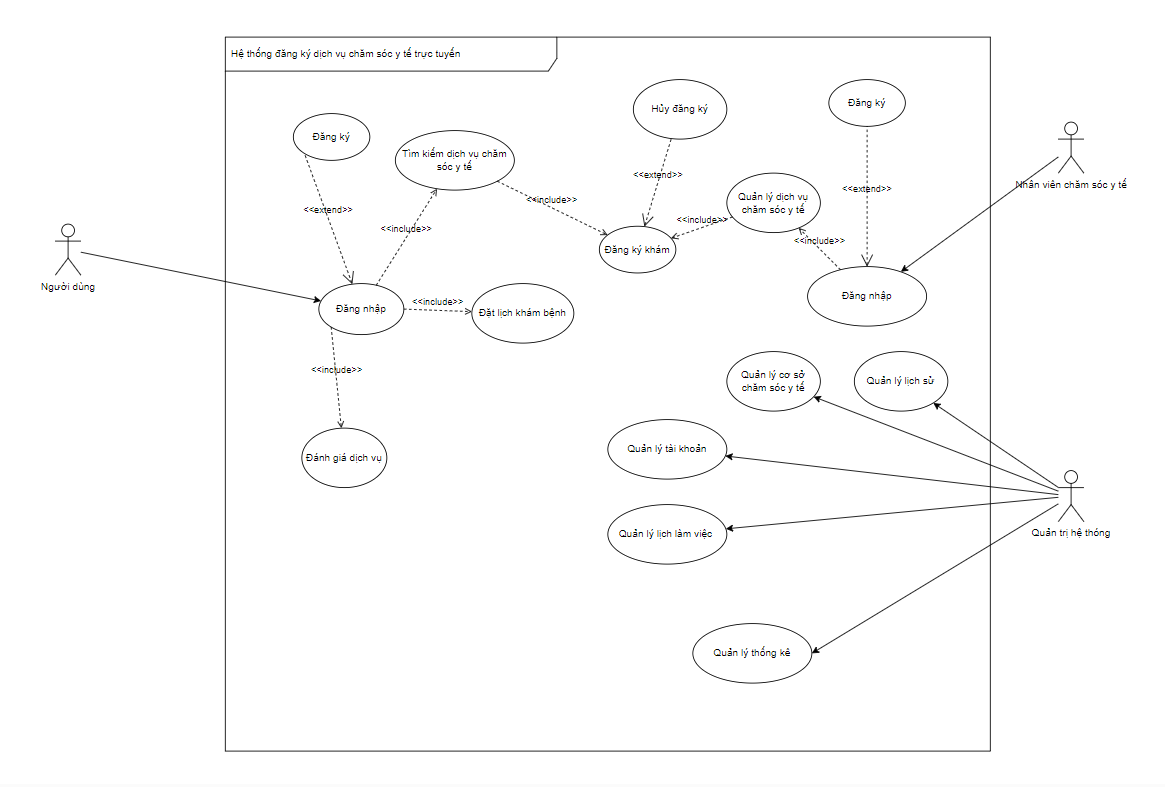 Hệ thống đăng ký dịch vụ chăm sóc y tế trực tuyến
Đăng ký
Tìm kiếm dịch vụ chăm
sóc y tế
Hủy đăng ký
Đăng ký
Nhân viên chăm sóc y tế
<<extend>>
<<include>>
<<extend>>
<<include>>
Quản lý dịch vụ
chăm sóc y tế
<<extend>>
<<include>>
<<include>>
<<include>>
Đăng ký khám
Người dùng
Đăng nhập
<<include>>
Đặt lịch khám bệnh
Đăng nhập
<<include>>
Đánh giá dịch vụ
Quản lý cơ sở
chăm sóc y tế
Quản lý lịch sử
Quản lý tài khoản
Quản lý lịch làm việc
Quản trị hệ thóng
Quản lý thống kê